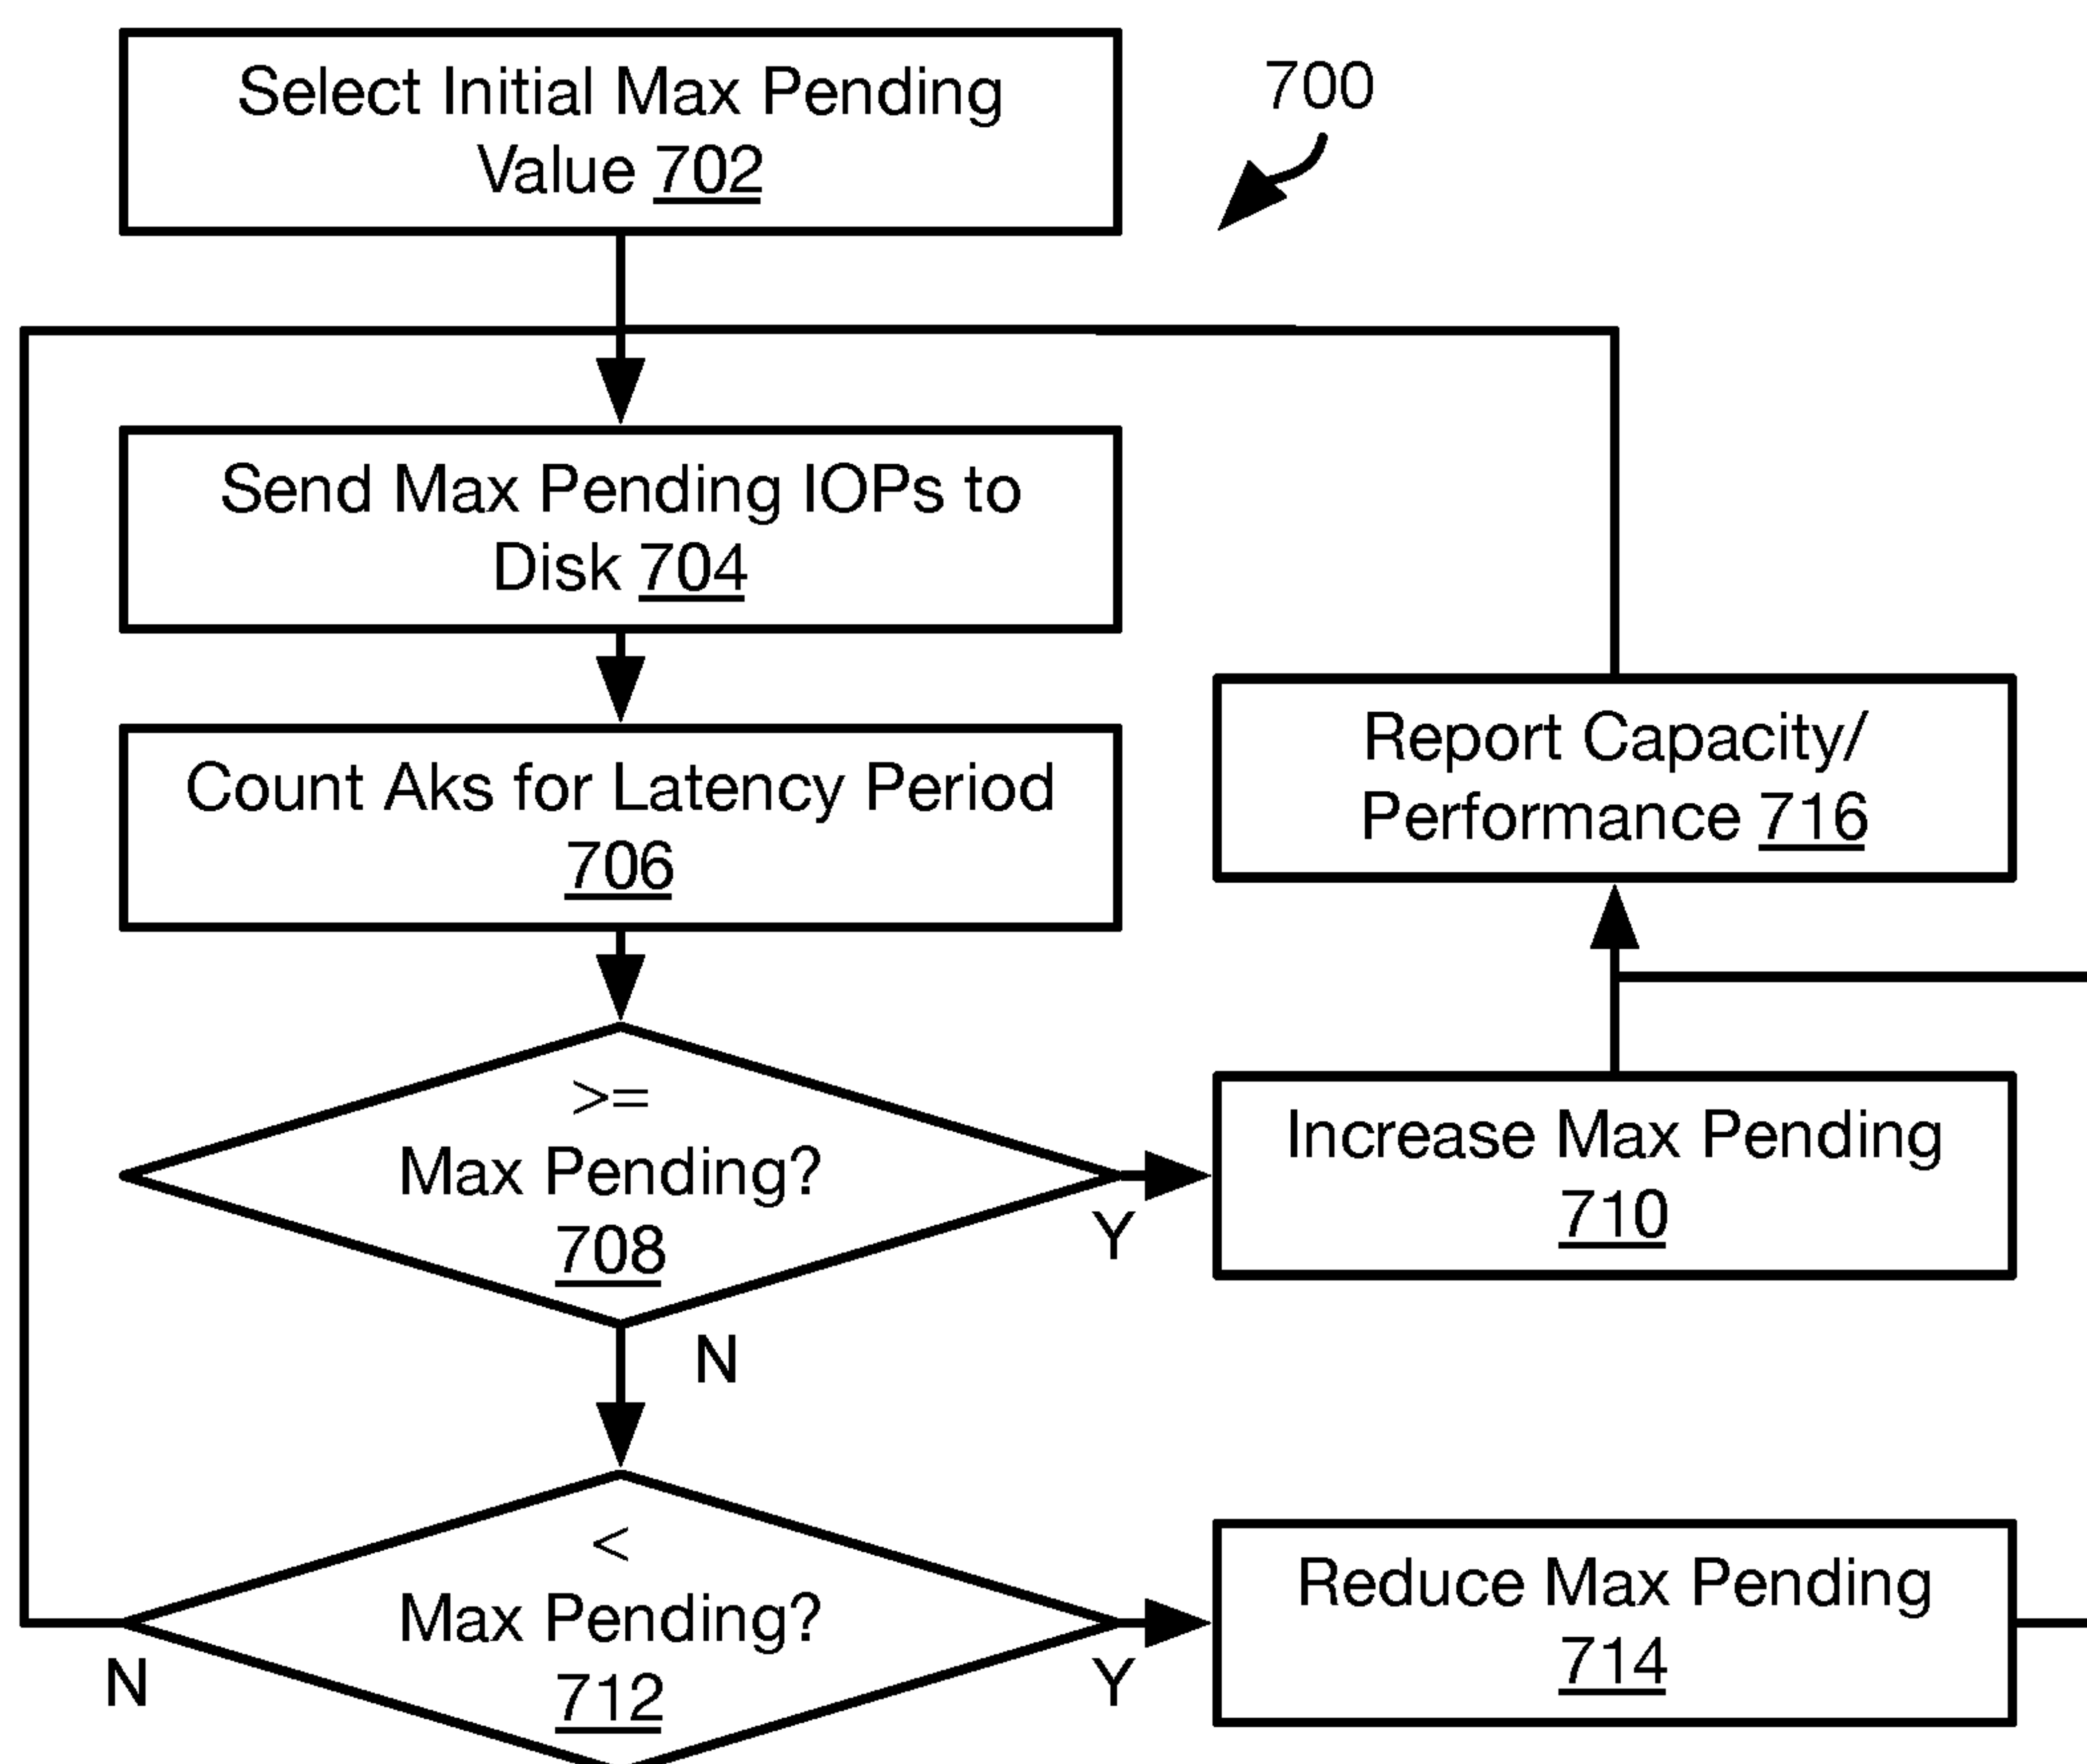 Select Initial Max Pending
Value 702
700
Send Max Pending IOPs to
Disk 704
Count Aks for Latency Period
706
Report Capacity/
Performance 716
>=
Max Pending?
708
Y
N
Increase Max Pending
710
<
Max Pending?
712
N
Y
Reduce Max Pending
714